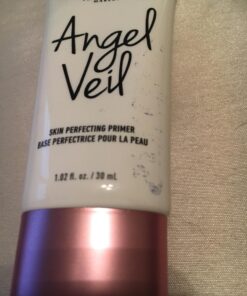 Angel
Veil
SKIN PERFECTING PRIMER
BASE PERFECTRICE POUR LA PEAU
1.02 fl. oz. / 30 mL